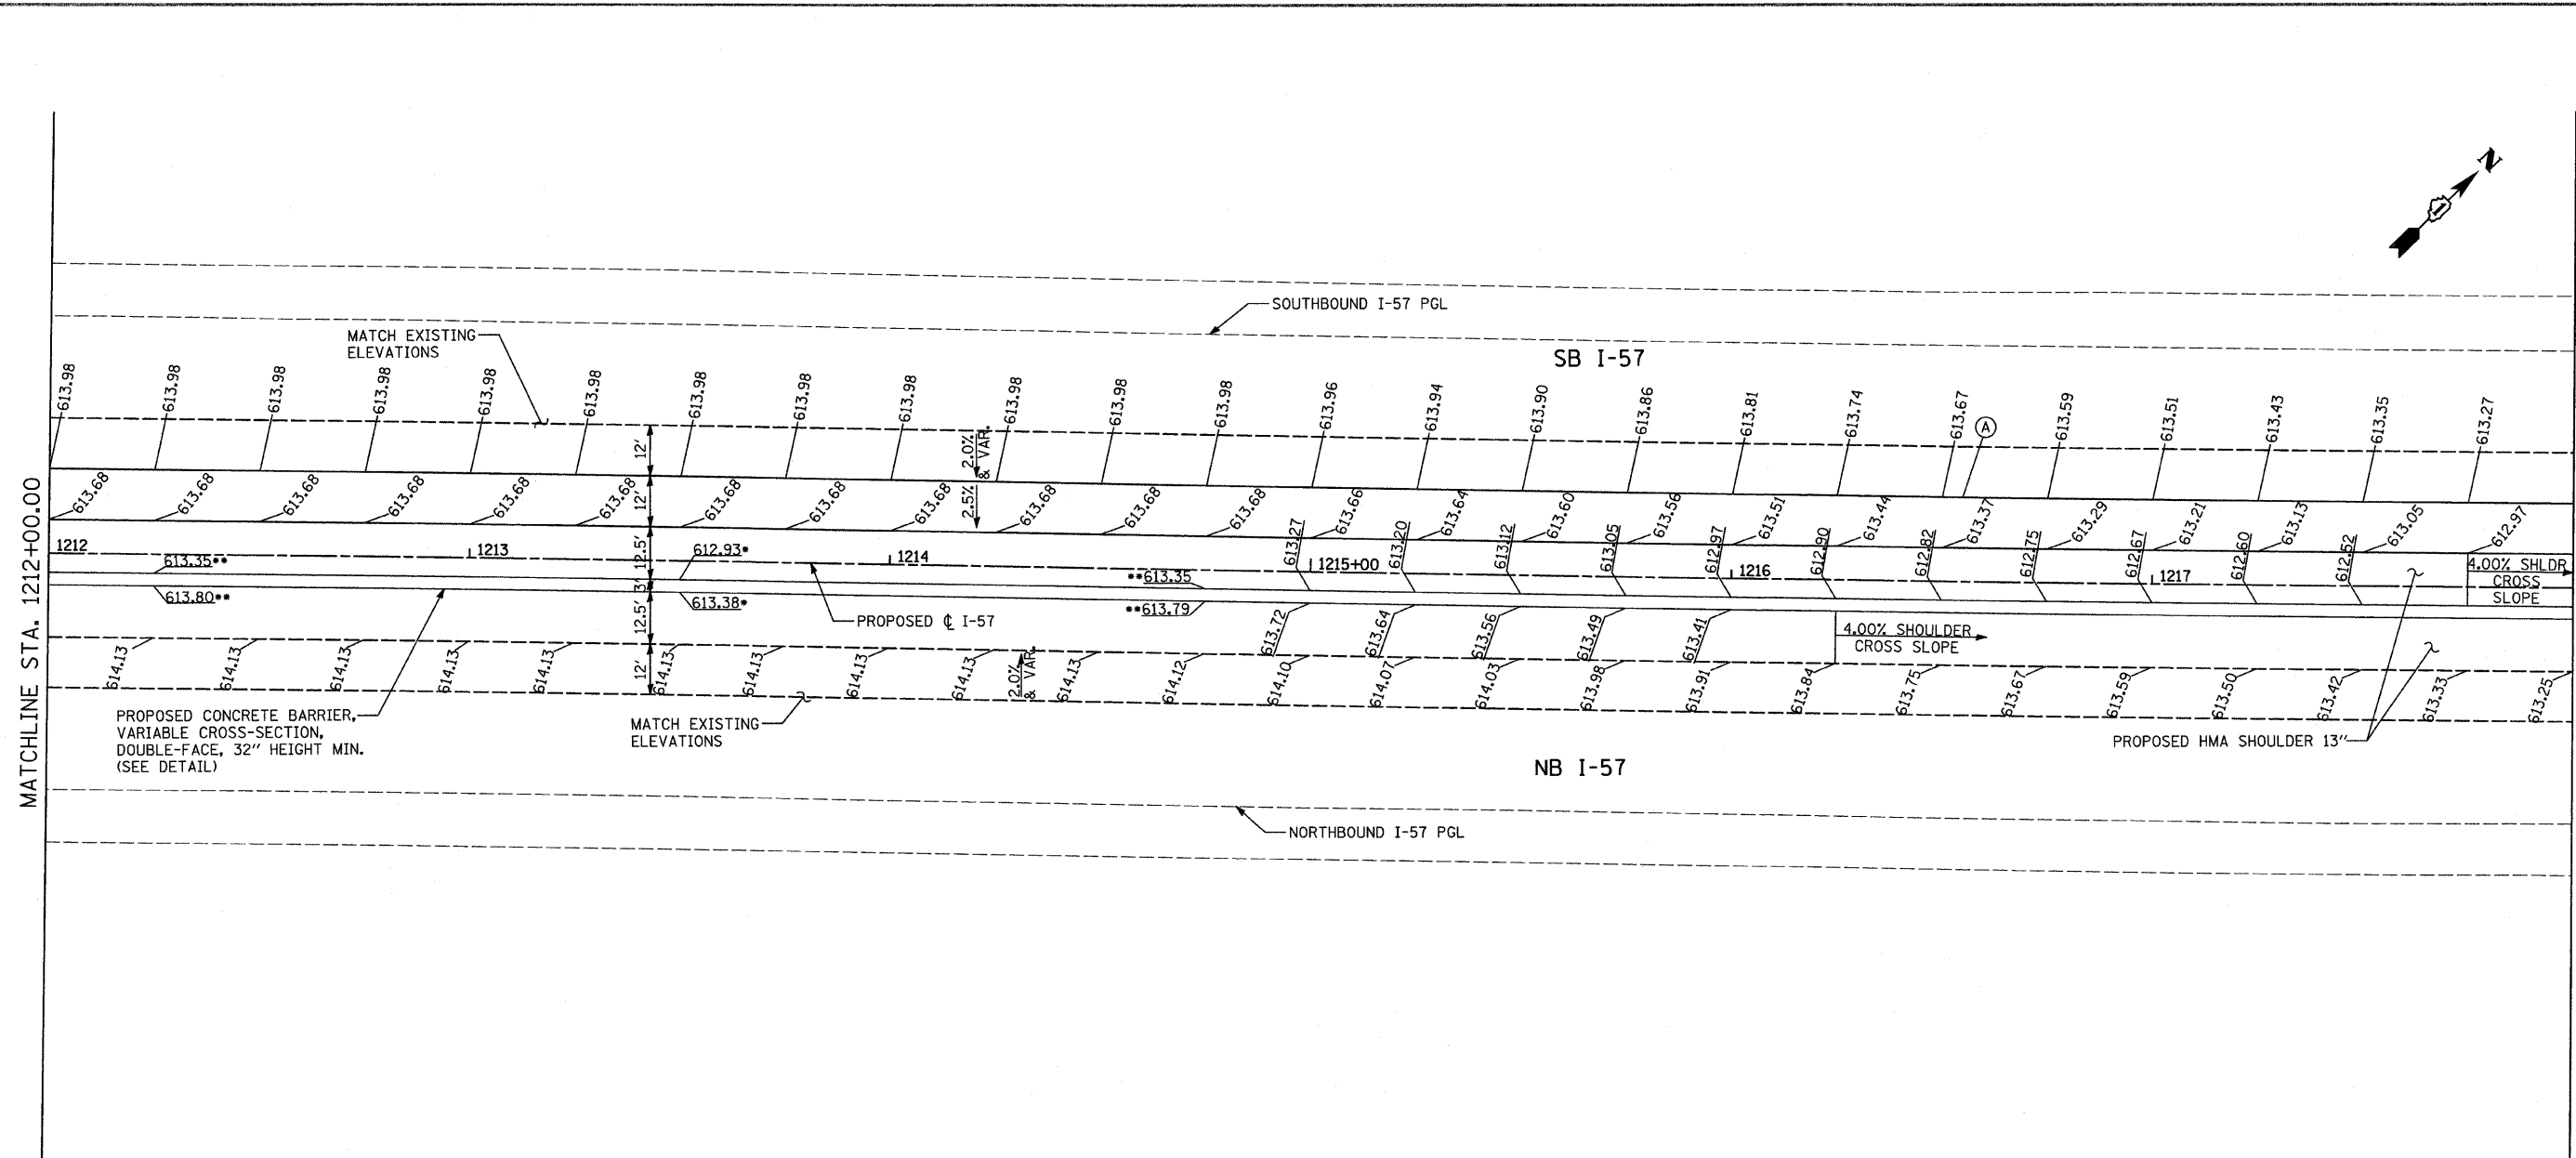 N
SOUTHBOUND I-57 PGL
MATCH EXISTING
ELEVATIONS
SB I-57
613.98 613.98 613.98 613.98 613.98 613.98 613.98 613.98 613.98 613.98 613.98 613.98 613.96 613.94 613.90 613.86 613.81 613.74 613.67 A 613.59 613.51 613.43 613.35 613.27
12' 2.0% & VAR.
613.68 613.68 613.68 613.68 613.68 613.68 613.68 613.68 613.68 613.68 613.68 613.68 613.66 613.64 613.60 613.56 613.51 613.44 613.37 613.29 613.21 613.13 613.05 612.97
12' 2.5%
613.27 613.20 613.12 613.05 612.97 612.90 612.82 612.75 612.67 612.60 612.52
1212 1213 1214 1215+00 1216 1217
12.5'
613.35** 612.93* **613.35
4.00% SHLDR
CROSS
SLOPE
3'
613.80** 613.38* **613.79
12.5'
PROPOSED ℄ I-57
613.72 613.64 613.56 613.49 613.41
4.00% SHOULDER
CROSS SLOPE
614.13 614.13 614.13 614.13 614.13 614.13 614.13 614.13 614.13 614.13 614.12 614.10 614.07 614.03 613.98 613.91 613.84 613.75 613.67 613.59 613.50 613.42 613.33 613.25
12' 2.0% & VAR.
PROPOSED CONCRETE BARRIER,
VARIABLE CROSS-SECTION,
DOUBLE-FACE, 32" HEIGHT MIN.
(SEE DETAIL)
MATCH EXISTING
ELEVATIONS
PROPOSED HMA SHOULDER 13"
NB I-57
NORTHBOUND I-57 PGL
MATCHLINE STA. 1212+00.00